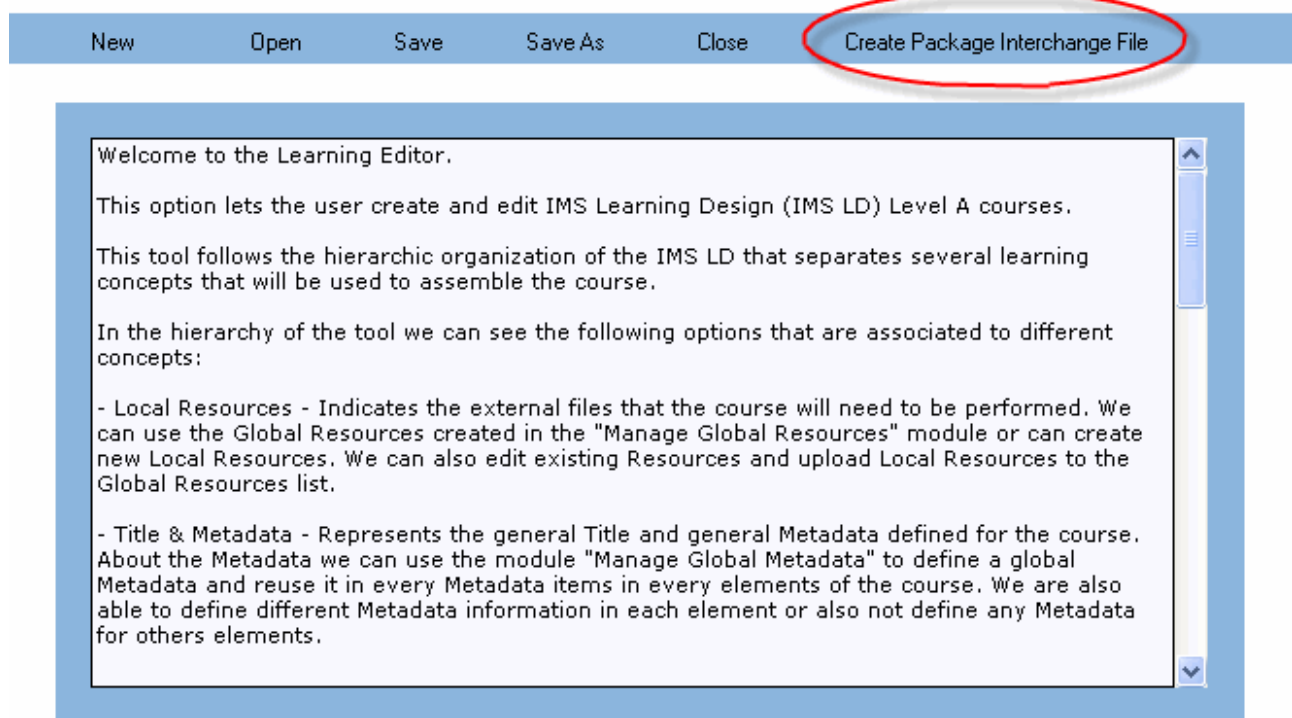 New Open Save Save As Close Create Package Interchange File
Welcome to the Learning Editor.
This option lets the user create and edit IMS Learning Design (IMS LD) Level A courses.
This tool follows the hierarchic organization of the IMS LD that separates several learning
concepts that will be used to assemble the course.
In the hierarchy of the tool we can see the following options that are associated to different
concepts:
- Local Resources - Indicates the external files that the course will need to be performed. We
can use the Global Resources created in the "Manage Global Resources" module or can create
new Local Resources. We can also edit existing Resources and upload Local Resources to the
Global Resources list.
- Title & Metadata - Represents the general Title and general Metadata defined for the course.
About the Metadata we can use the module "Manage Global Metadata" to define a global
Metadata and reuse it in every Metadata items in every elements of the course. We are also
able to define different Metadata information in each element or also not define any Metadata
for others elements.